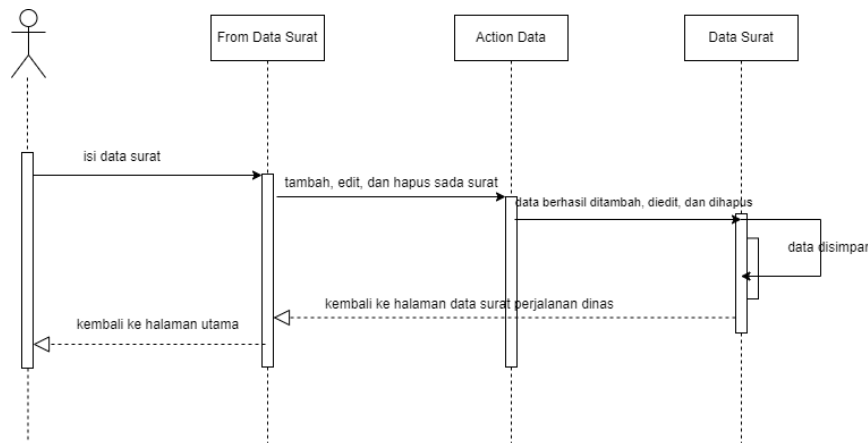 From Data Surat
Action Data
Data Surat
isi data surat
tambah, edit, dan hapus sada surat
data berhasil ditambah, diedit, dan dihapus
data disimpan
kembali ke halaman data surat perjalanan dinas
kembali ke halaman utama